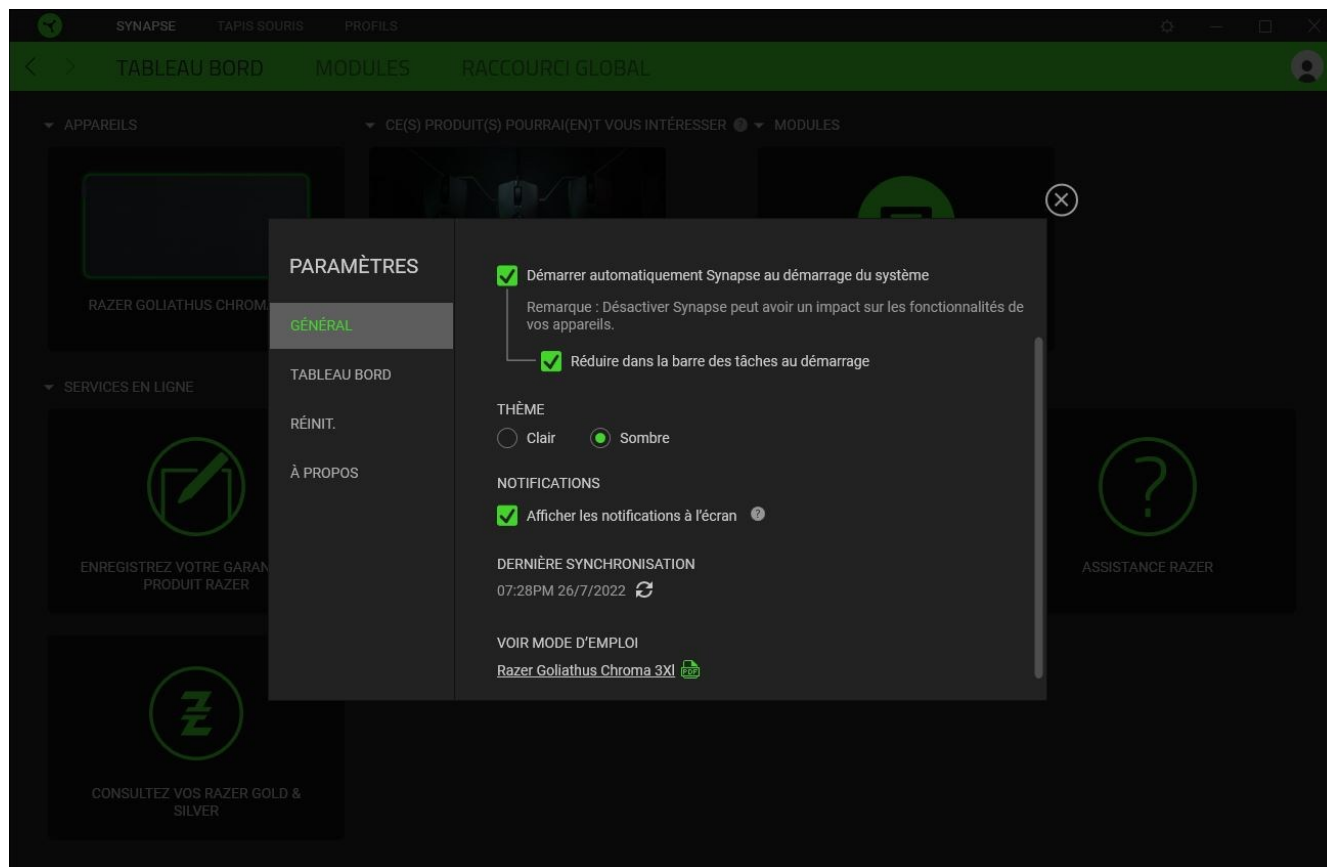 SYNAPSE
TAPIS SOURIS
PROFILS
TABLEAU BORD
MODULES
RACCOURCI GLOBAL
APPAREILS
CE(S) PRODUIT(S) POURRAI(EN)T VOUS INTÉRESSER ?
MODULES
RAZER GOLIATHUS CHROM
SERVICES EN LIGNE
ENREGISTREZ VOTRE GARAN
PRODUIT RAZER
ASSISTANCE RAZER
CONSULTEZ VOS RAZER GOLD &
SILVER
PARAMÈTRES
GÉNÉRAL
TABLEAU BORD
RÉINIT.
À PROPOS
Démarrer automatiquement Synapse au démarrage du système
Remarque : Désactiver Synapse peut avoir un impact sur les fonctionnalités de
vos appareils.
Réduire dans la barre des tâches au démarrage
THÈME
Clair
Sombre
NOTIFICATIONS
Afficher les notifications à l'écran ?
DERNIÈRE SYNCHRONISATION
07:28PM 26/7/2022
VOIR MODE D'EMPLOI
Razer Goliathus Chroma 3Xl PDF